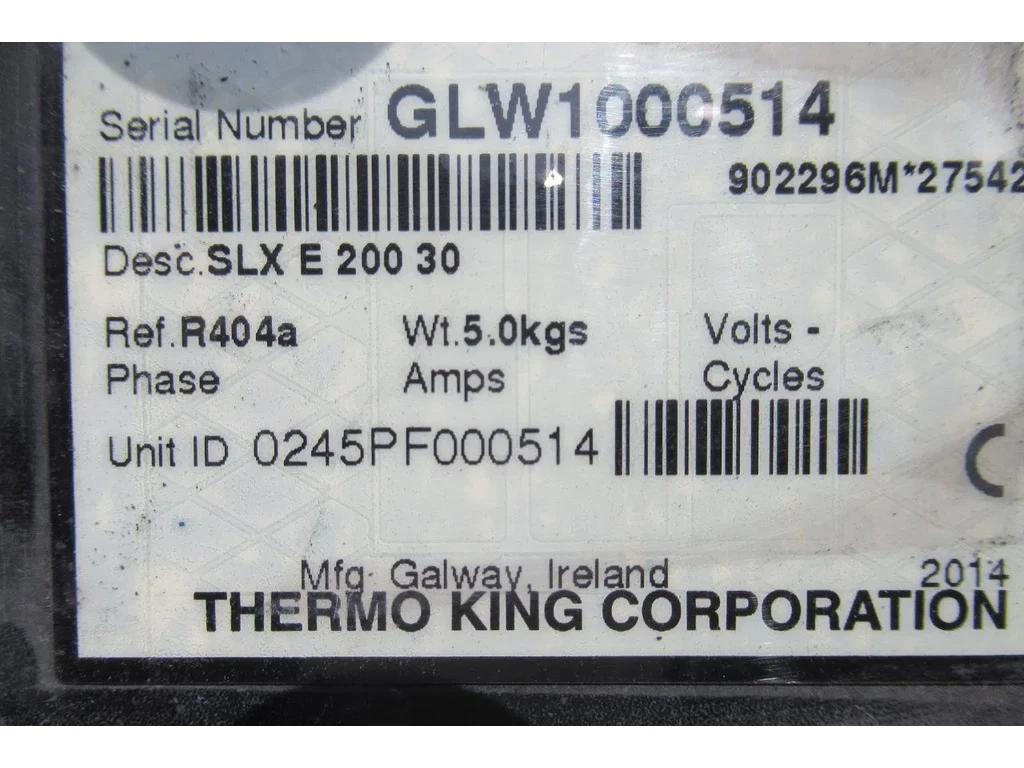 Serial Number GLW1000514
902296M*27542
Desc.SLX E 200 30
Ref.R404a Wt.5.0kgs Volts -
Phase Amps Cycles
Unit ID 0245PF000514
C
Mfg Galway, Ireland 2014
THERMO KING CORPORATION